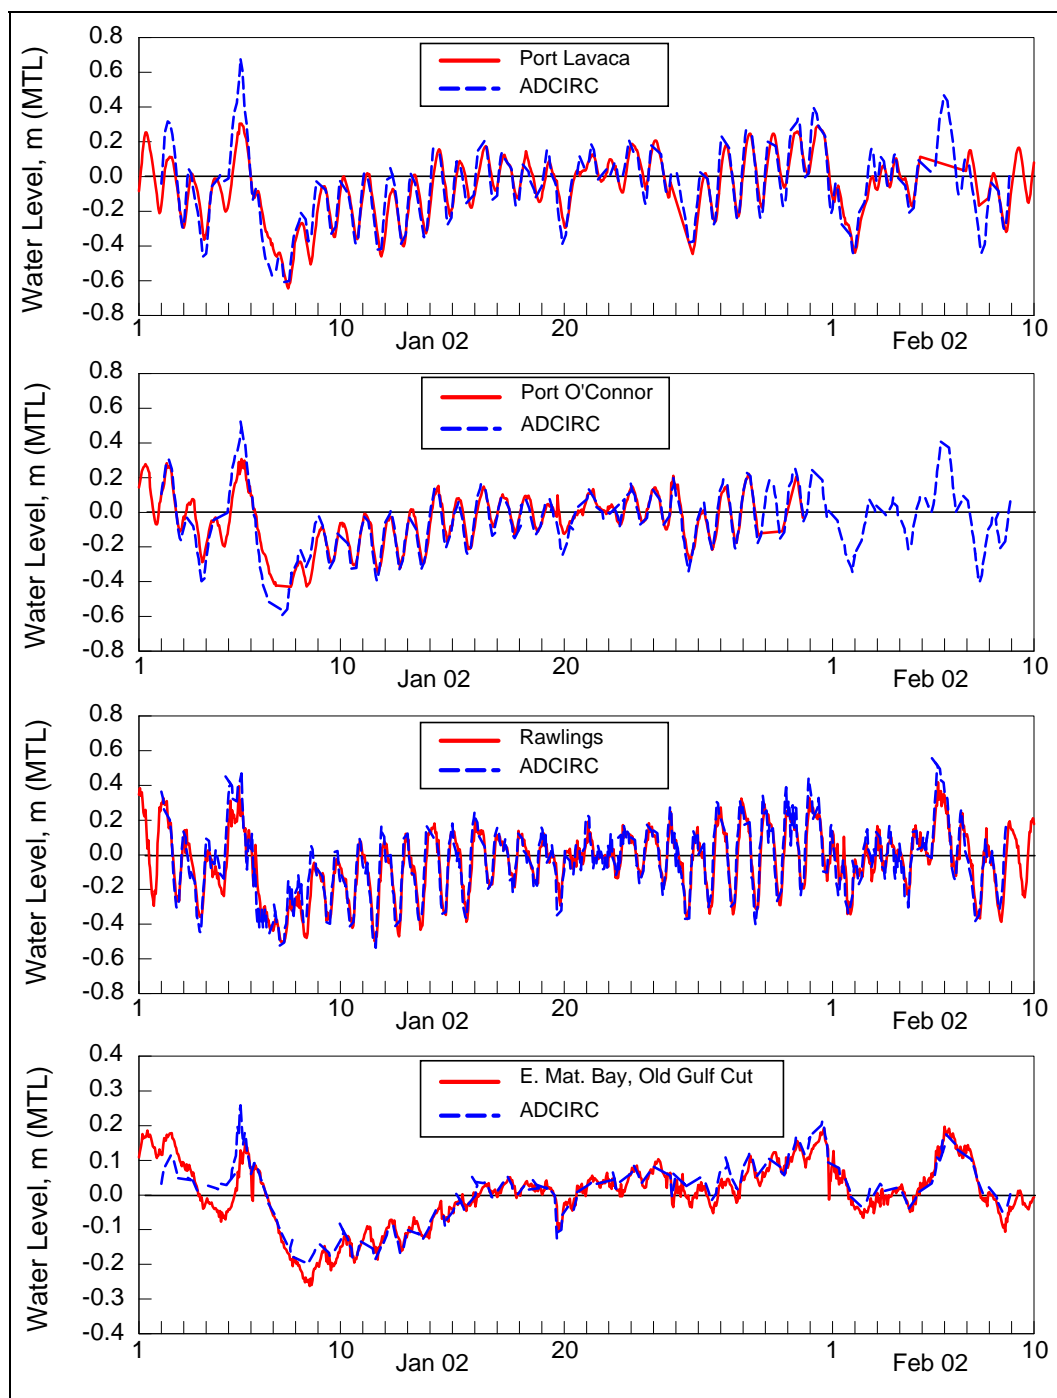 Water Level, m (MTL)
0.8
0.6
0.4
0.2
0.0
-0.2
-0.4
-0.6
-0.8
Port Lavaca
ADCIRC
1 10 20 1 10
Jan 02 Feb 02
Water Level, m (MTL)
0.8
0.6
0.4
0.2
0.0
-0.2
-0.4
-0.6
-0.8
Port O'Connor
ADCIRC
1 10 20 1 10
Jan 02 Feb 02
Water Level, m (MTL)
0.8
0.6
0.4
0.2
0.0
-0.2
-0.4
-0.6
-0.8
Rawlings
ADCIRC
1 10 20 1 10
Jan 02 Feb 02
Water Level, m (MTL)
0.4
0.3
0.2
0.1
0.0
-0.1
-0.2
-0.3
-0.4
E. Mat. Bay, Old Gulf Cut
ADCIRC
1 10 20 1 10
Jan 02 Feb 02